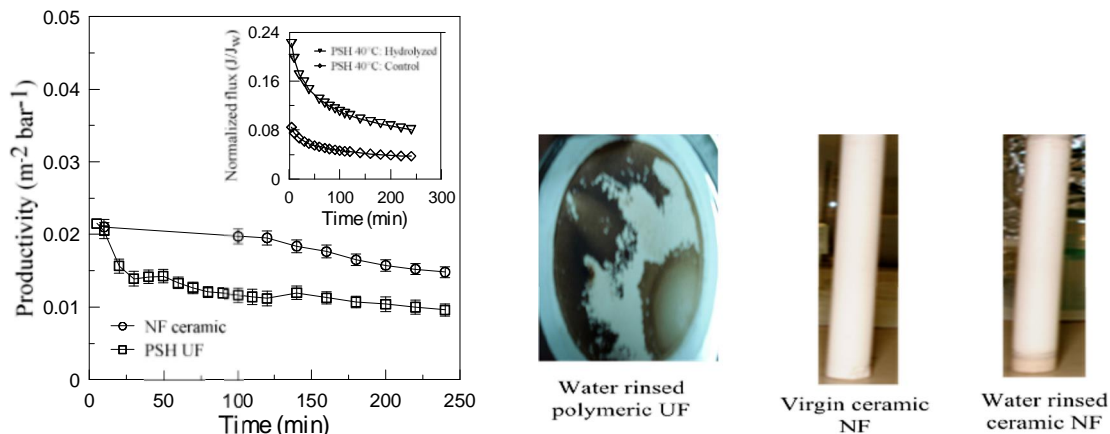 Productivity (m-2 bar-1)
0.05
0.04
0.03
0.02
0.01
0
0 50 100 150 200 250
Time (min)
NF ceramic
PSH UF
Normalized flux (J/Jw)
0.24
0.16
0.08
0
0 100 200 300
Time (min)
PSH 40°C: Hydrolyzed
PSH 40°C: Control
Water rinsed
polymeric UF
Virgin ceramic
NF
Water rinsed
ceramic NF